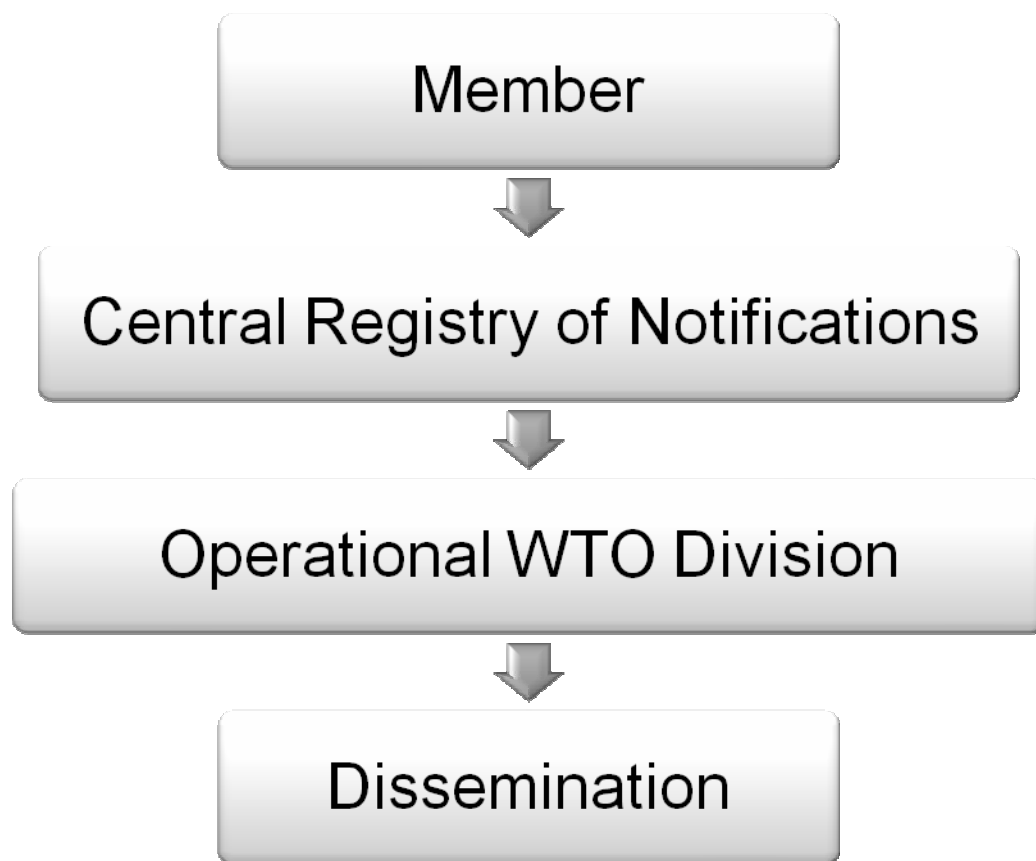 Member
Central Registry of Notifications
Operational WTO Division
Dissemination